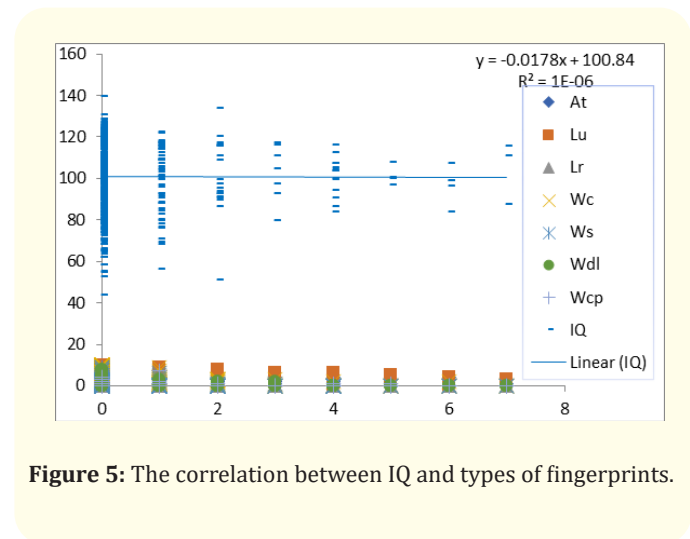 160
140
120
100
80
60
40
20
0
0 2 4 6 8
y = -0.0178x + 100.84
R² = 1E-06
At
Lu
Lr
Wc
Ws
Wdl
Wcp
IQ
Linear (IQ)
Figure 5: The correlation between IQ and types of fingerprints.